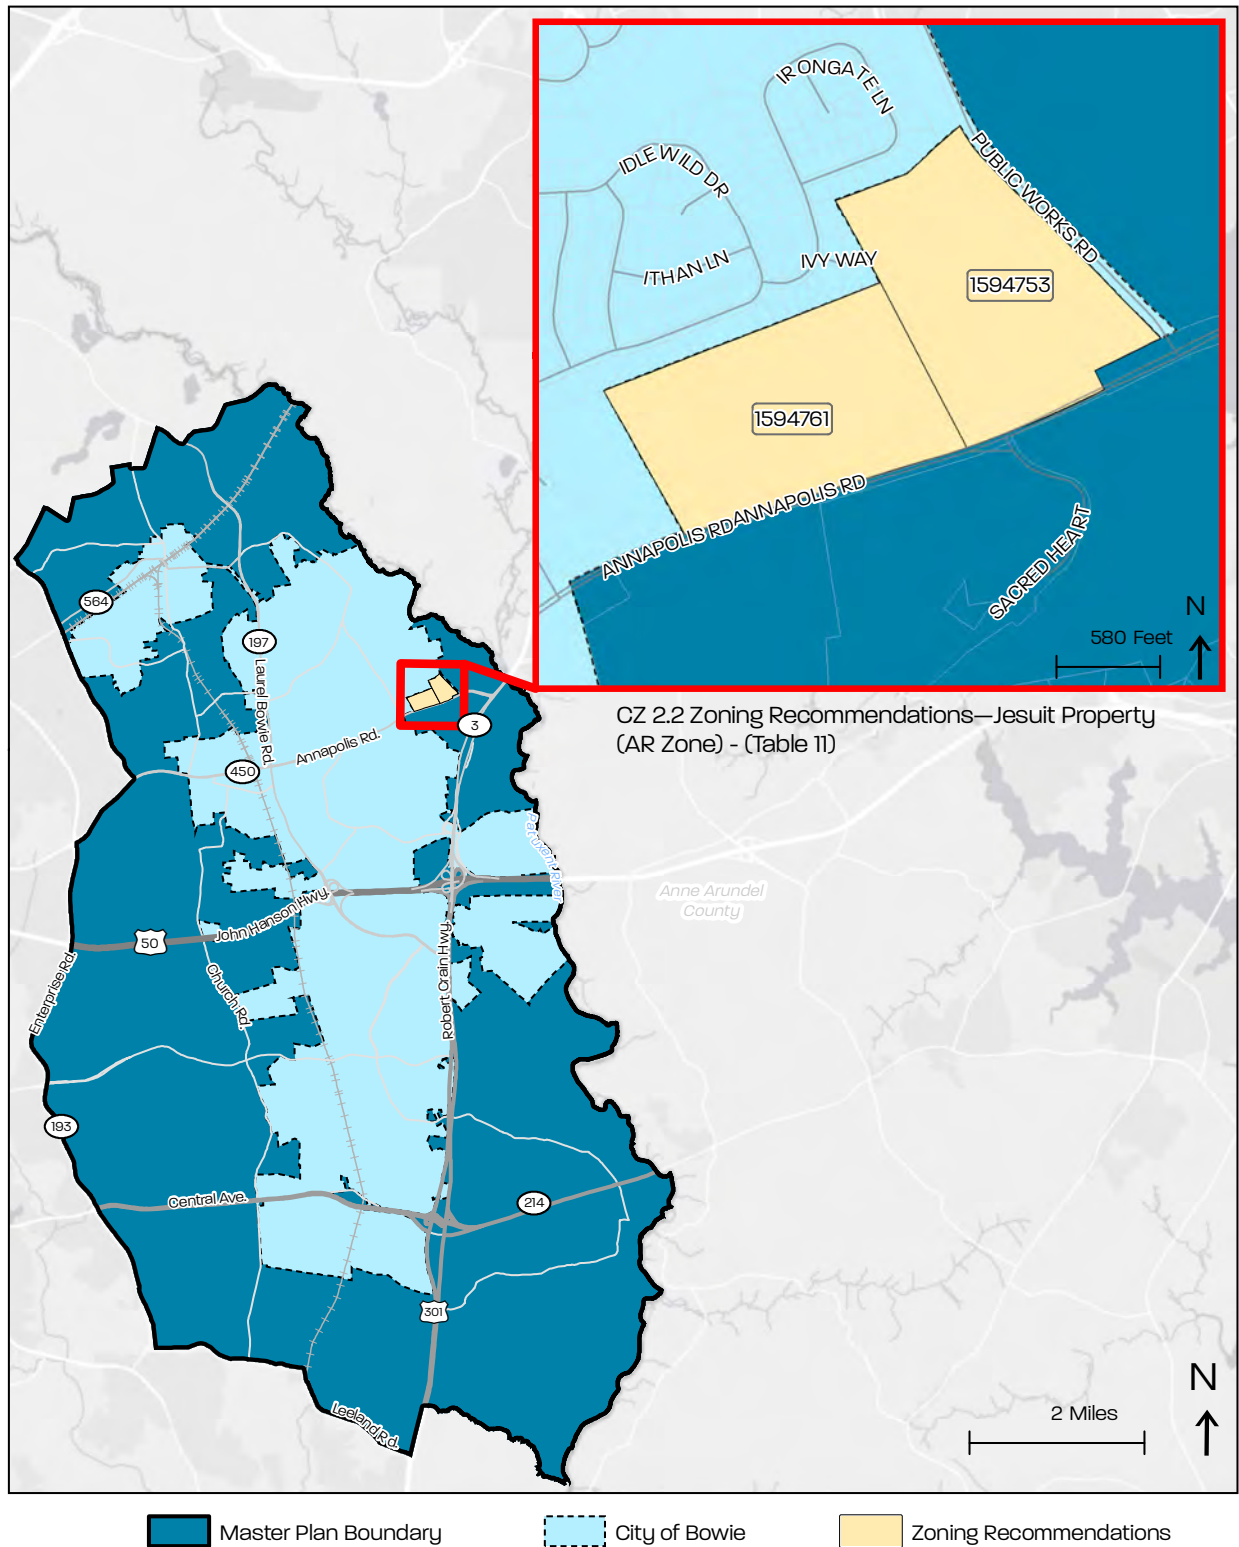 IRONGATE LN
IDLEWILD DR
PUBLIC WORKS RD
IVY WAY
ITHAN LN
1594753
1594761
ANNAPOLIS RD
ANNAPOLIS RD
SACRED HEART
N
580 Feet
CZ 2.2 Zoning Recommendations—Jesuit Property
(AR Zone) - (Table 11)
564
197
Laurel Bowie Rd.
3
Annapolis Rd.
450
Patuxent River
Anne Arundel
County
John Hanson Hwy.
50
Enterprise Rd.
Church Rd.
Robert Crain Hwy.
193
Central Ave.
214
301
Leeland Rd.
N
2 Miles
Master Plan Boundary
City of Bowie
Zoning Recommendations